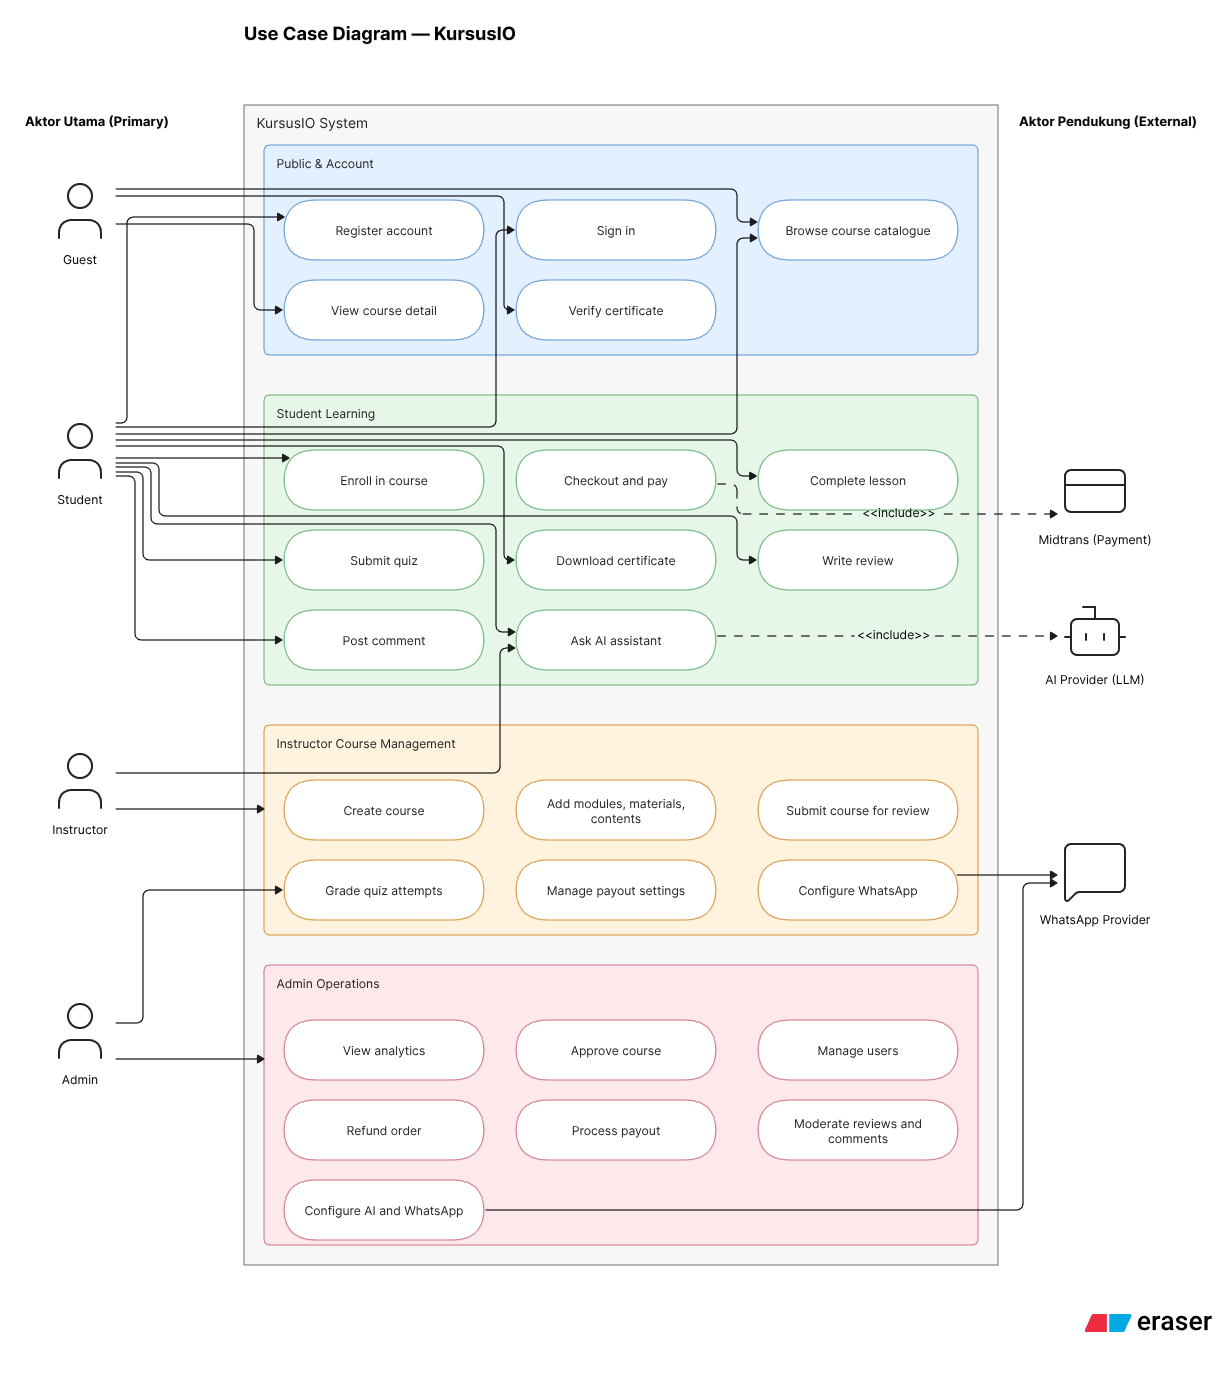 Use Case Diagram — KursusIO
Aktor Utama (Primary)
KursusIO System
Aktor Pendukung (External)
Public & Account
Guest
Register account
Sign in
Browse course catalogue
View course detail
Verify certificate
Student Learning
Student
Enroll in course
Checkout and pay
Complete lesson
<<include>>
Midtrans (Payment)
Submit quiz
Download certificate
Write review
Post comment
Ask AI assistant
<<include>>
AI Provider (LLM)
Instructor Course Management
Instructor
Create course
Add modules, materials,
contents
Submit course for review
Grade quiz attempts
Manage payout settings
Configure WhatsApp
WhatsApp Provider
Admin Operations
Admin
View analytics
Approve course
Manage users
Refund order
Process payout
Moderate reviews and
comments
Configure AI and WhatsApp
eraser